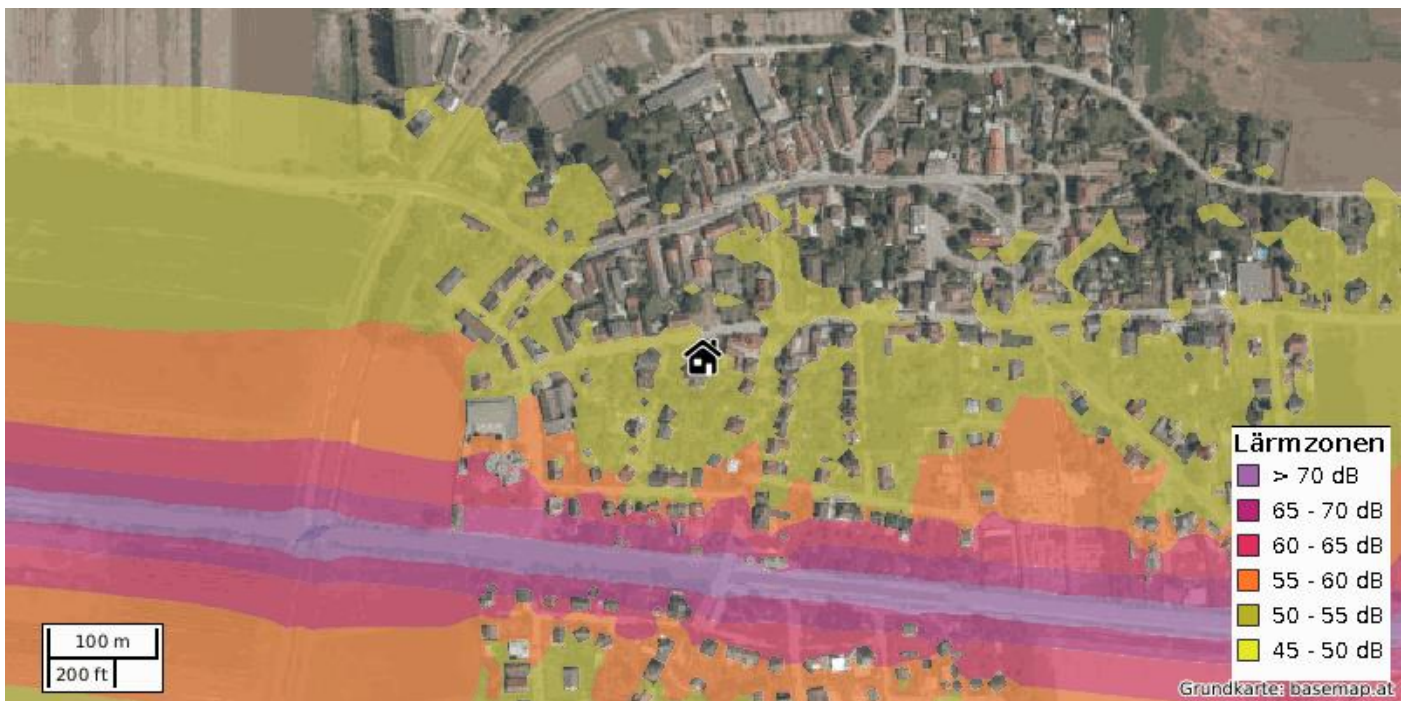 Lärmzonen
> 70 dB
65 - 70 dB
60 - 65 dB
55 - 60 dB
50 - 55 dB
45 - 50 dB
100 m
200 ft
Grundkarte: basemap.at